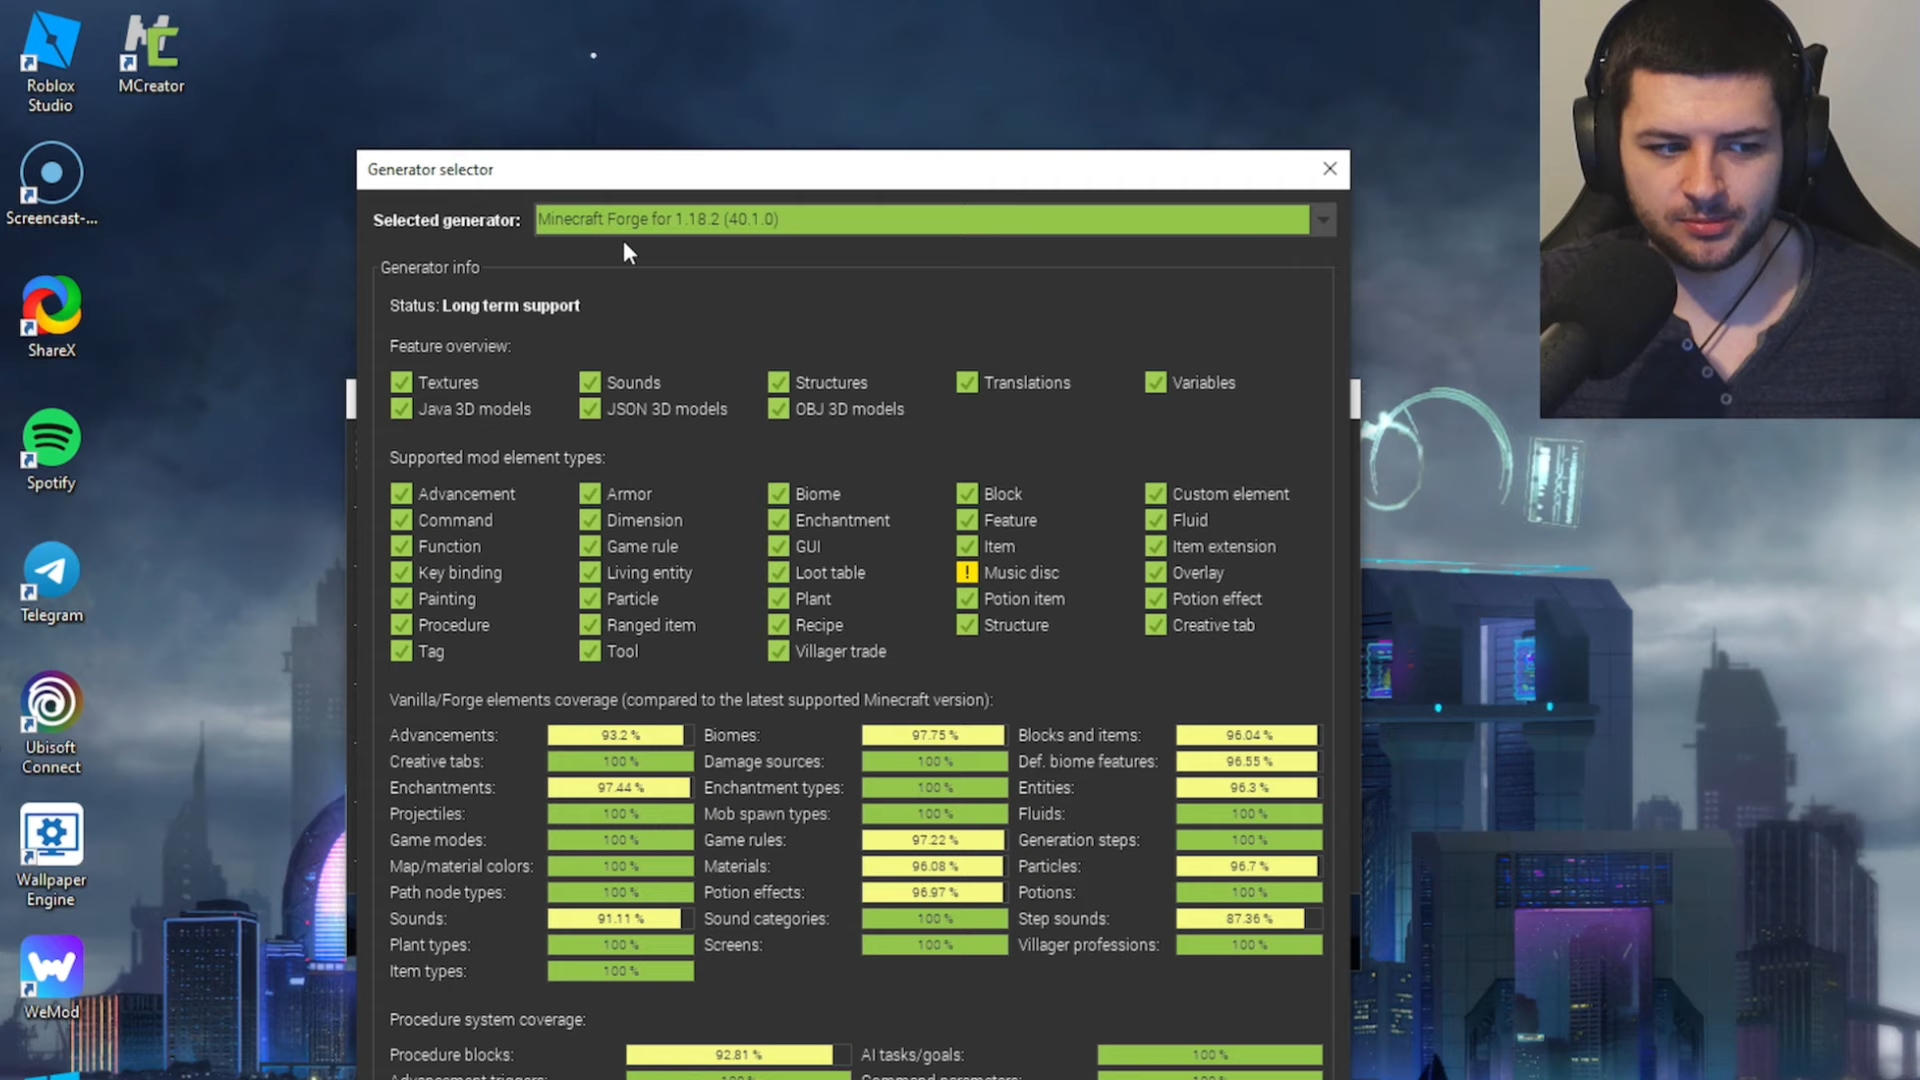 Roblox
Studio
MCreator
Screencast-...
ShareX
Spotify
Telegram
Ubisoft
Connect
Wallpaper
Engine
WeMod
Generator selector
Selected generator: Minecraft Forge for 1.18.2 (40.1.0)
Generator info
Status: Long term support
Feature overview:
Textures Sounds Structures Translations Variables
Java 3D models JSON 3D models OBJ 3D models
Supported mod element types:
Advancement Armor Biome Block Custom element
Command Dimension Enchantment Feature Fluid
Function Game rule GUI Item Item extension
Key binding Living entity Loot table ! Music disc Overlay
Painting Particle Plant Potion item Potion effect
Procedure Ranged item Recipe Structure Creative tab
Tag Tool Villager trade
Vanilla/Forge elements coverage (compared to the latest supported Minecraft version):
Advancements: 93.2 % Biomes: 97.75 % Blocks and items: 96.04 %
Creative tabs: 100 % Damage sources: 100 % Def. biome features: 96.55 %
Enchantments: 97.44 % Enchantment types: 100 % Entities: 96.3 %
Projectiles: 100 % Mob spawn types: 100 % Fluids: 100 %
Game modes: 100 % Game rules: 97.22 % Generation steps: 100 %
Map/material colors: 100 % Materials: 96.08 % Particles: 96.7 %
Path node types: 100 % Potion effects: 96.97 % Potions: 100 %
Sounds: 91.11 % Sound categories: 100 % Step sounds: 87.36 %
Plant types: 100 % Screens: 100 % Villager professions: 100 %
Item types: 100 %
Procedure system coverage:
Procedure blocks: 92.81 % AI tasks/goals: 100 %